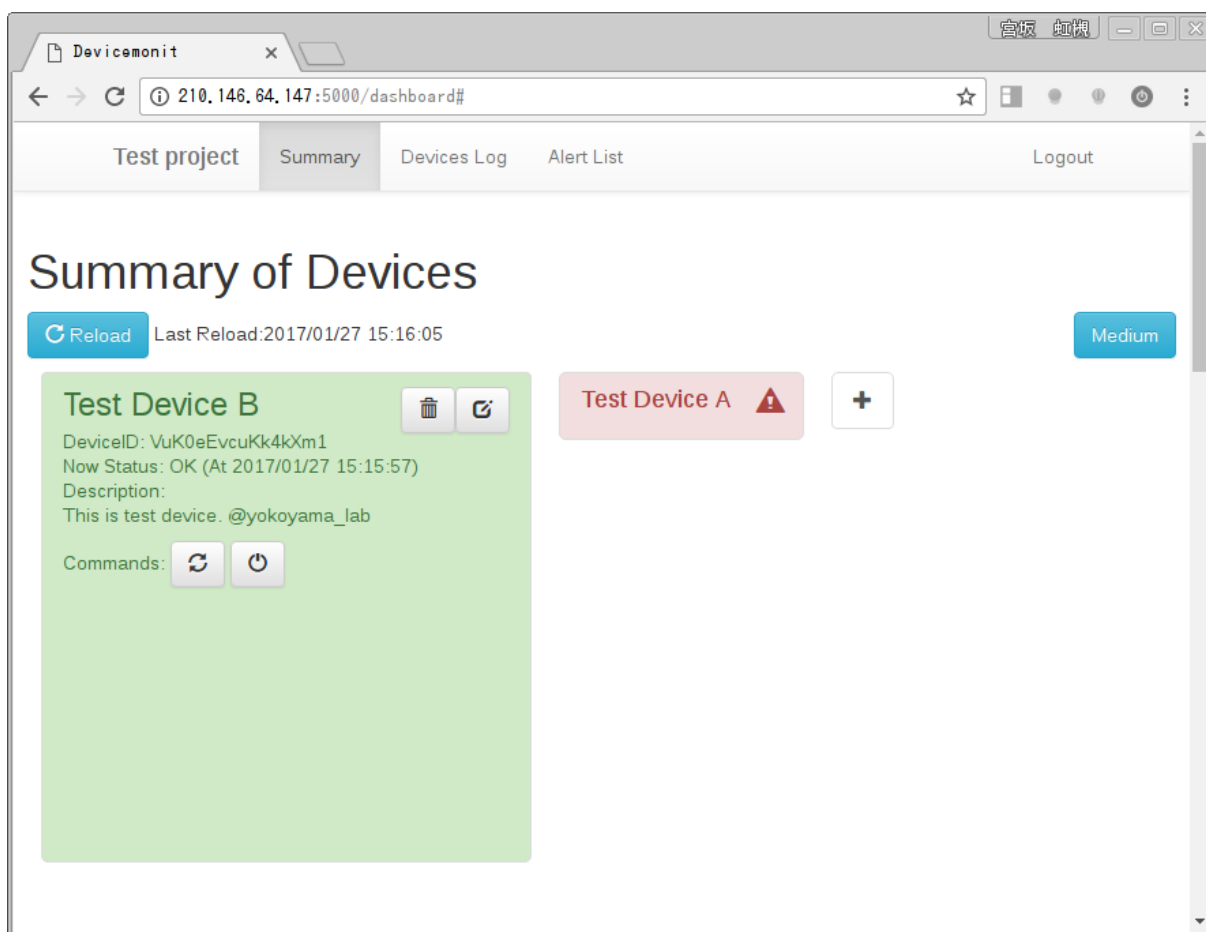 宮坂 虹槻
Devicemonit
210.146.64.147:5000/dashboard#
Test project Summary Devices Log Alert List Logout
Summary of Devices
Reload Last Reload:2017/01/27 15:16:05 Medium
Test Device B
DeviceID: VuK0eEvcuKk4kXm1
Now Status: OK (At 2017/01/27 15:15:57)
Description:
This is test device. @yokoyama_lab
Commands:
Test Device A